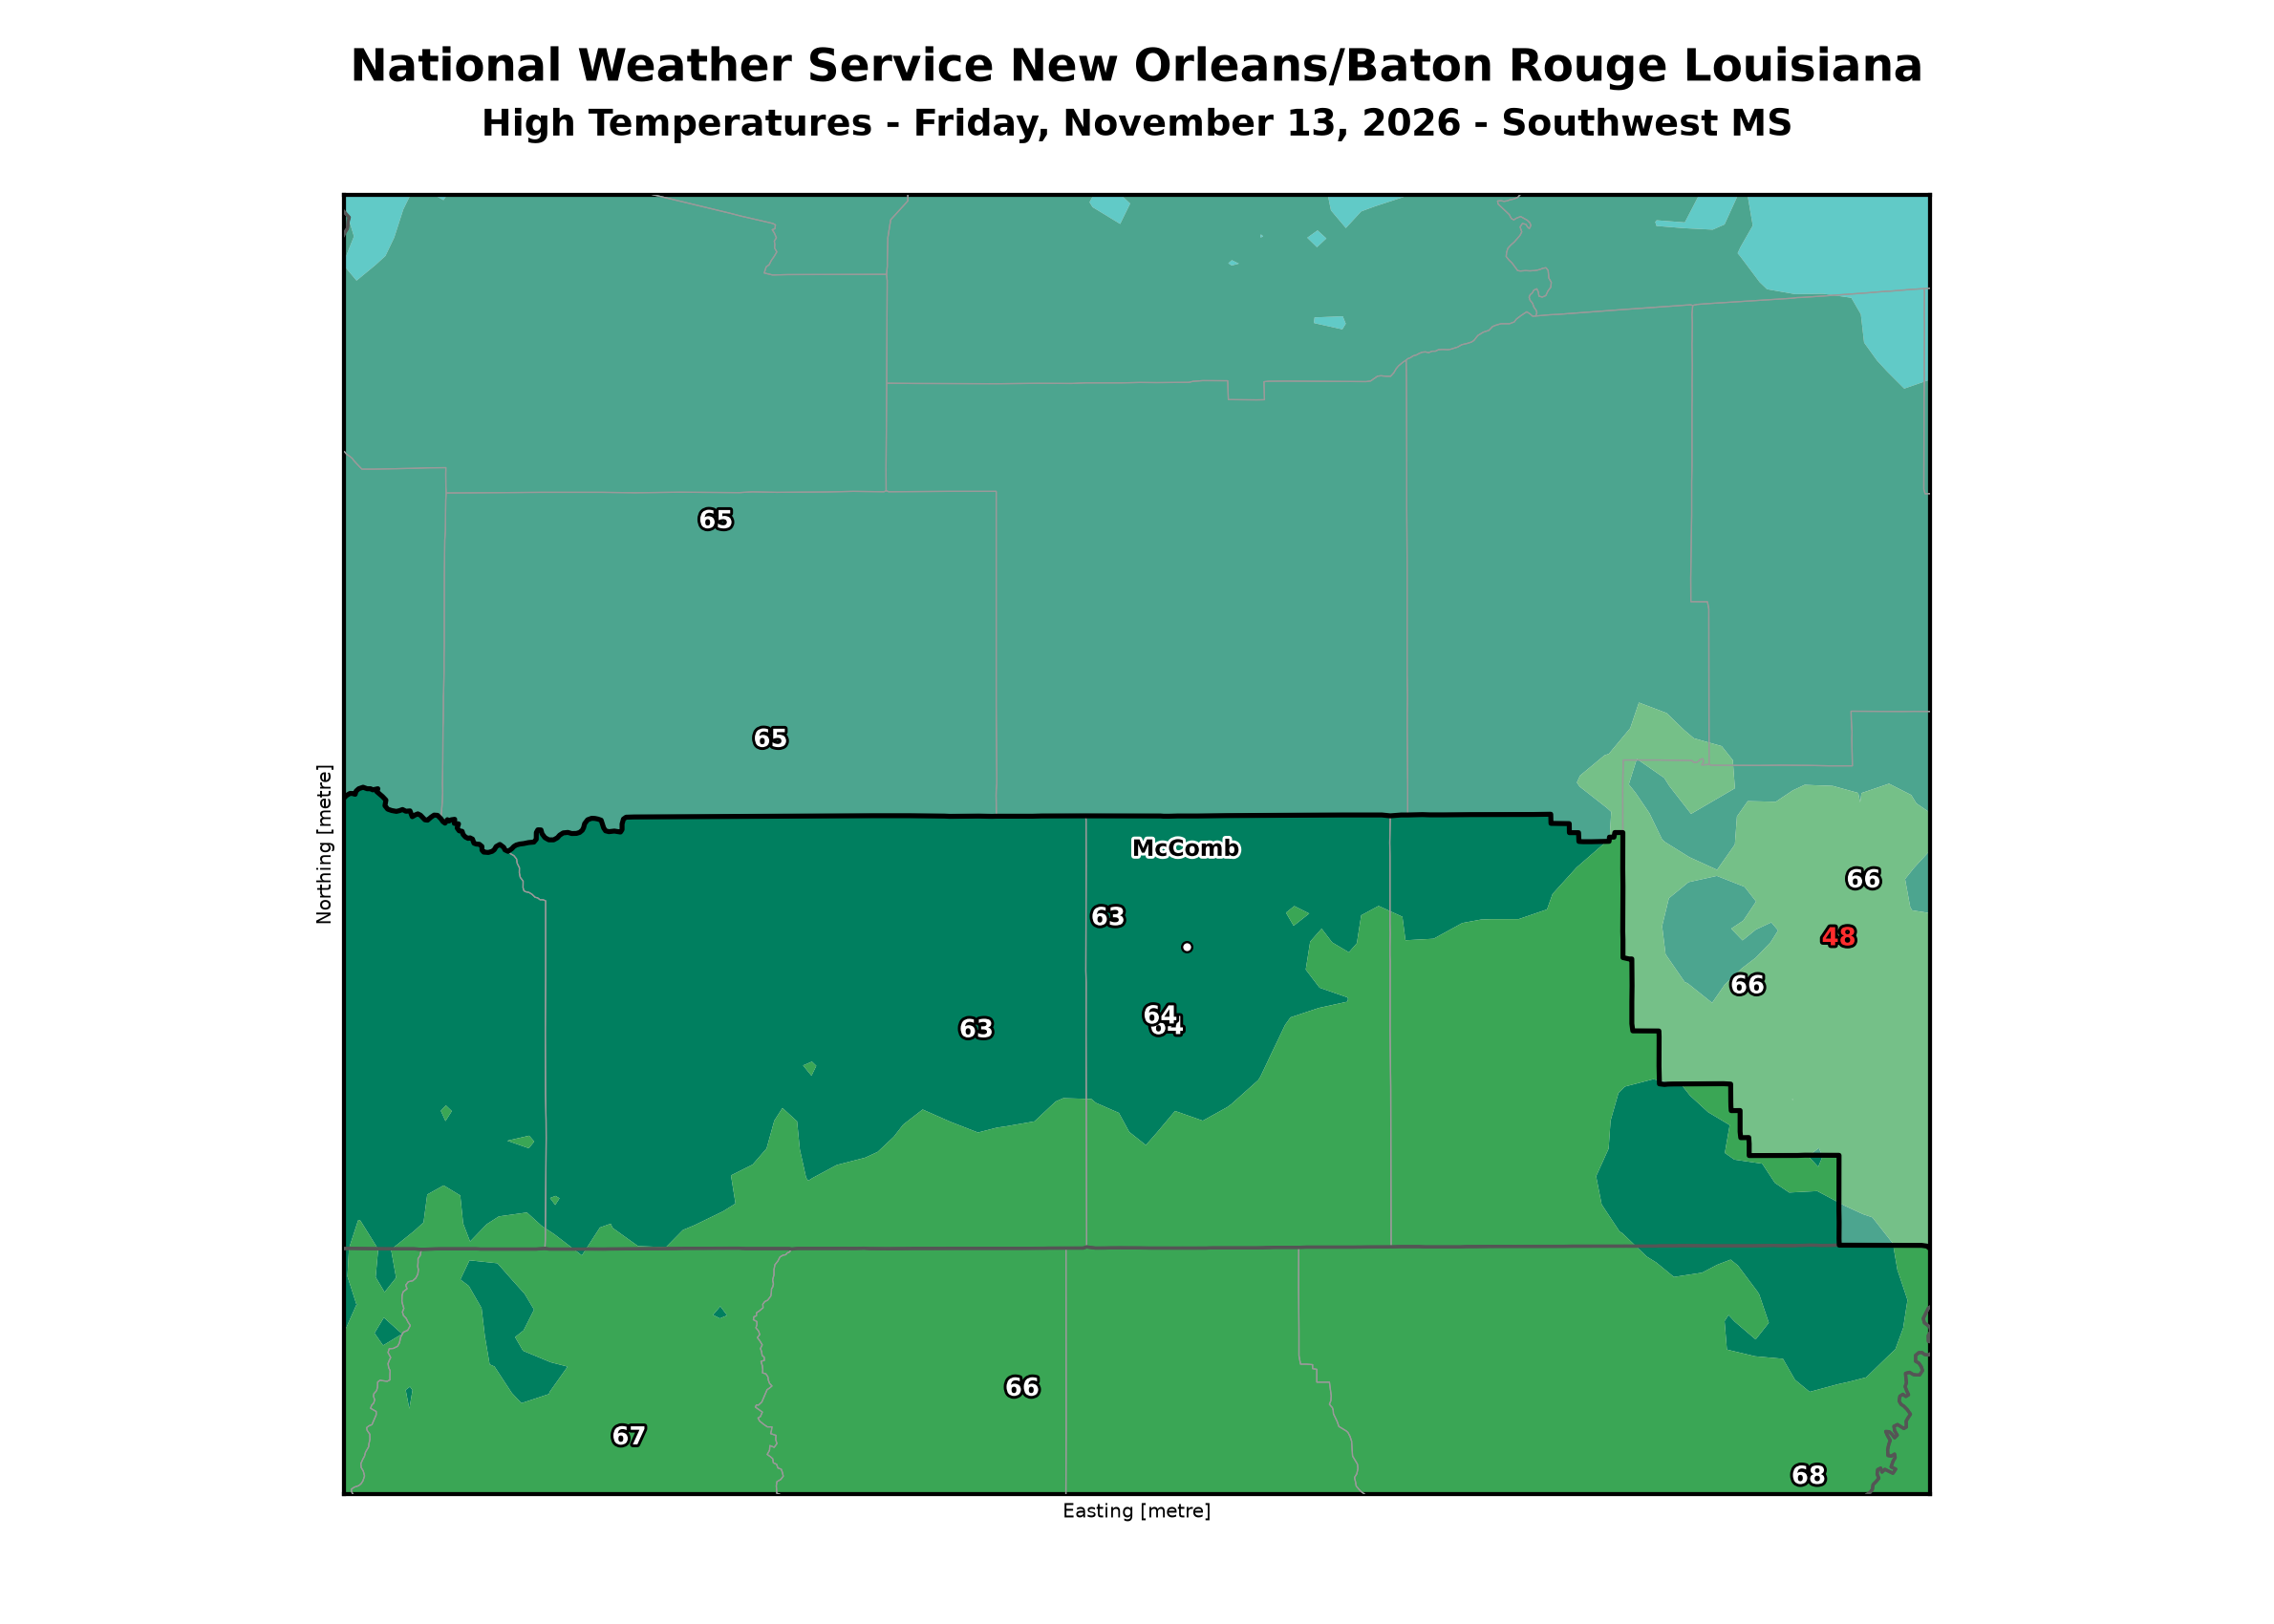 National Weather Service New Orleans/Baton Rouge Louisiana
High Temperatures - Friday, November 13, 2026 - Southwest MS
65
65
McComb
66
63
48
66
64
64
63
66
67
68
Northing [metre]
Easting [metre]